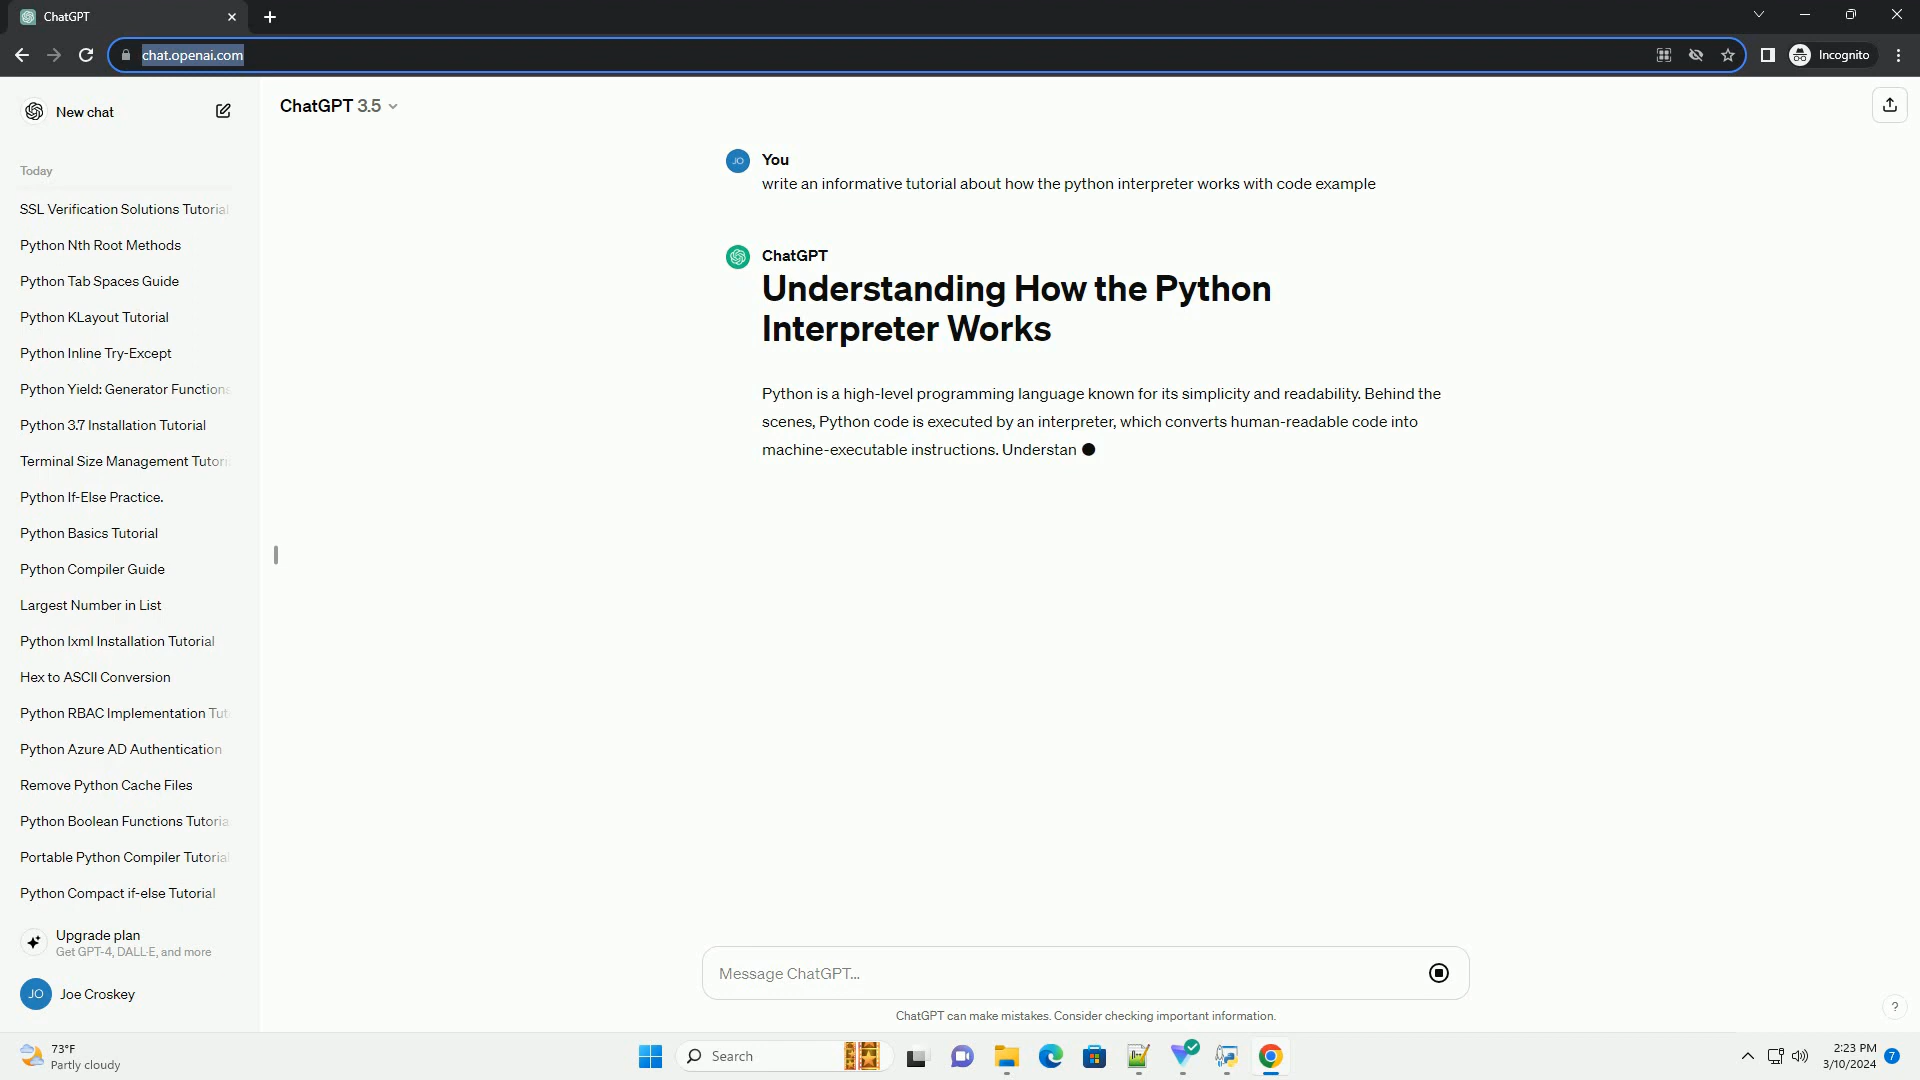 ChatGPT
chat.openai.com
Incognito
New chat
ChatGPT 3.5
Today
SSL Verification Solutions Tutorial
Python Nth Root Methods
Python Tab Spaces Guide
Python KLayout Tutorial
Python Inline Try-Except
Python Yield: Generator Functions
Python 3.7 Installation Tutorial
Terminal Size Management Tutori
Python If-Else Practice.
Python Basics Tutorial
Python Compiler Guide
Largest Number in List
Python lxml Installation Tutorial
Hex to ASCII Conversion
Python RBAC Implementation Tut
Python Azure AD Authentication
Remove Python Cache Files
Python Boolean Functions Tutoria
Portable Python Compiler Tutorial
Python Compact if-else Tutorial
Upgrade plan
Get GPT-4, DALL·E, and more
JO Joe Croskey
JO You
write an informative tutorial about how the python interpreter works with code example
ChatGPT
Understanding How the Python
Interpreter Works
Python is a high-level programming language known for its simplicity and readability. Behind the
scenes, Python code is executed by an interpreter, which converts human-readable code into
machine-executable instructions. Understan
Message ChatGPT...
ChatGPT can make mistakes. Consider checking important information.
?
73°F
Partly cloudy
Search
2:23 PM
3/10/2024
7